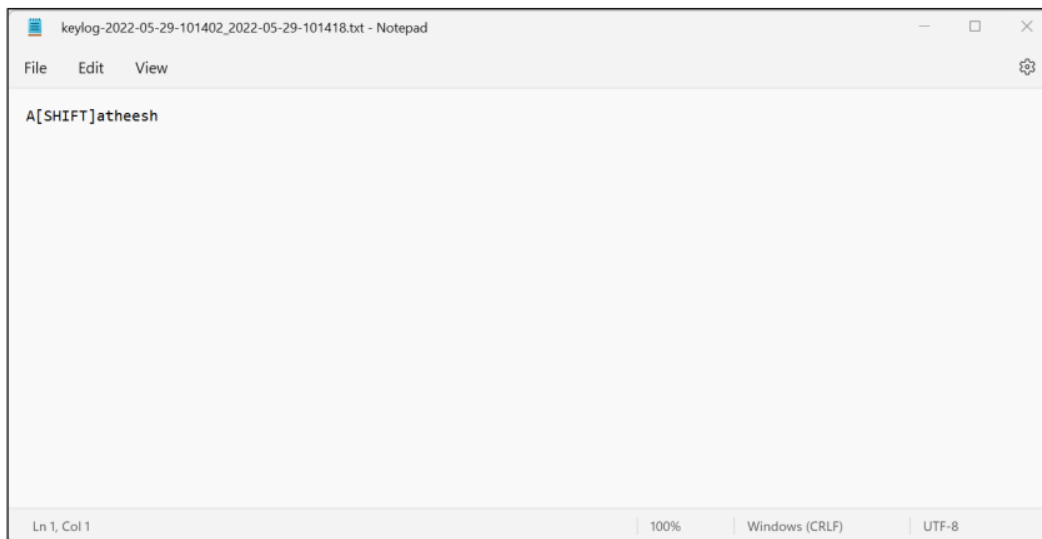 keylog-2022-05-29-101402_2022-05-29-101418.txt - Notepad
File Edit View
A[SHIFT]atheesh
Ln 1, Col 1 100% Windows (CRLF) UTF-8